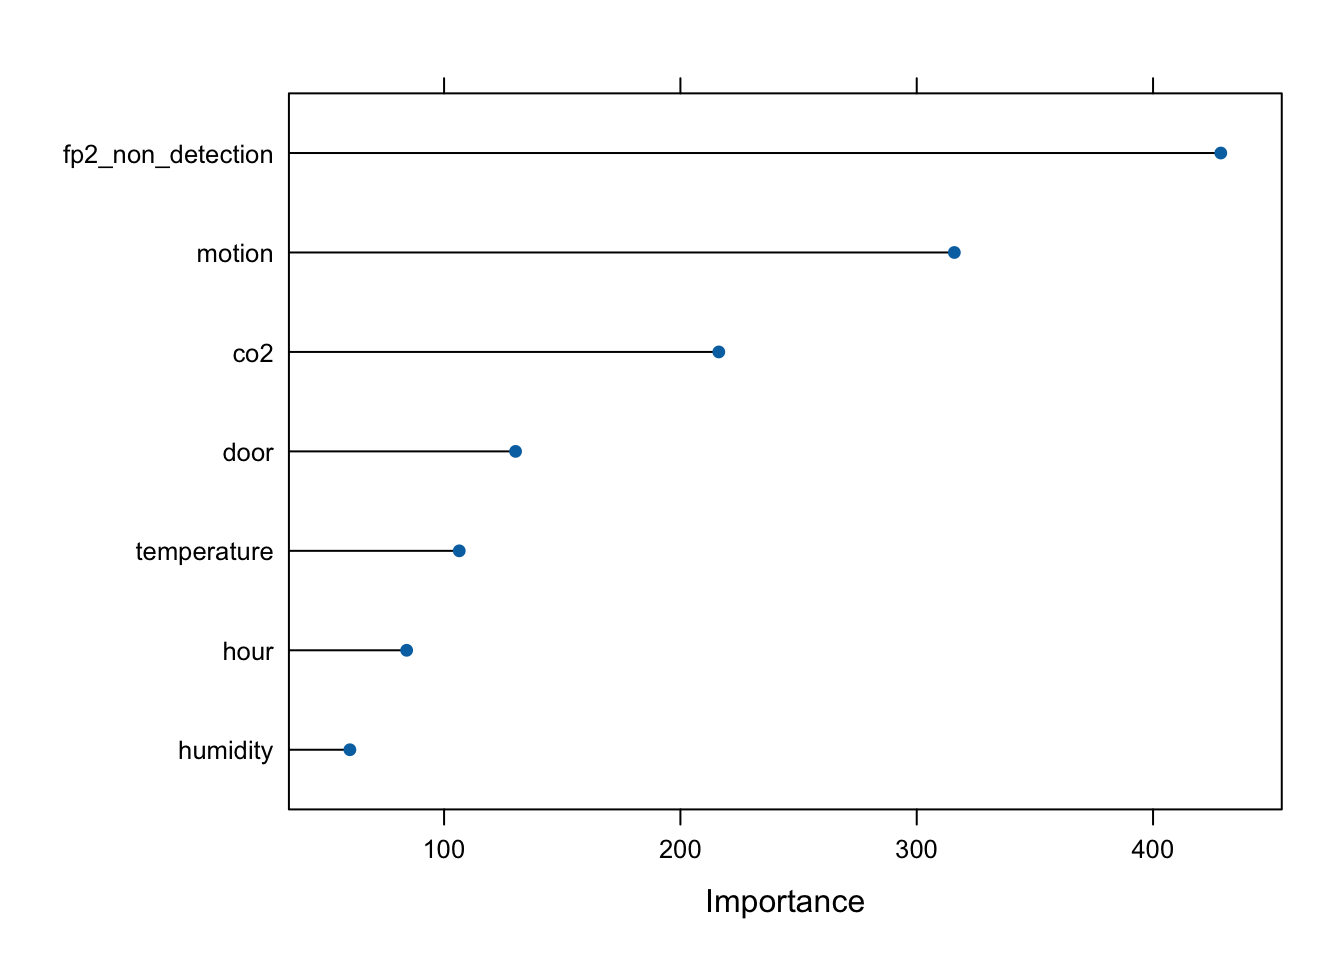 fp2_non_detection
motion
co2
door
temperature
hour
humidity
100 200 300 400
Importance